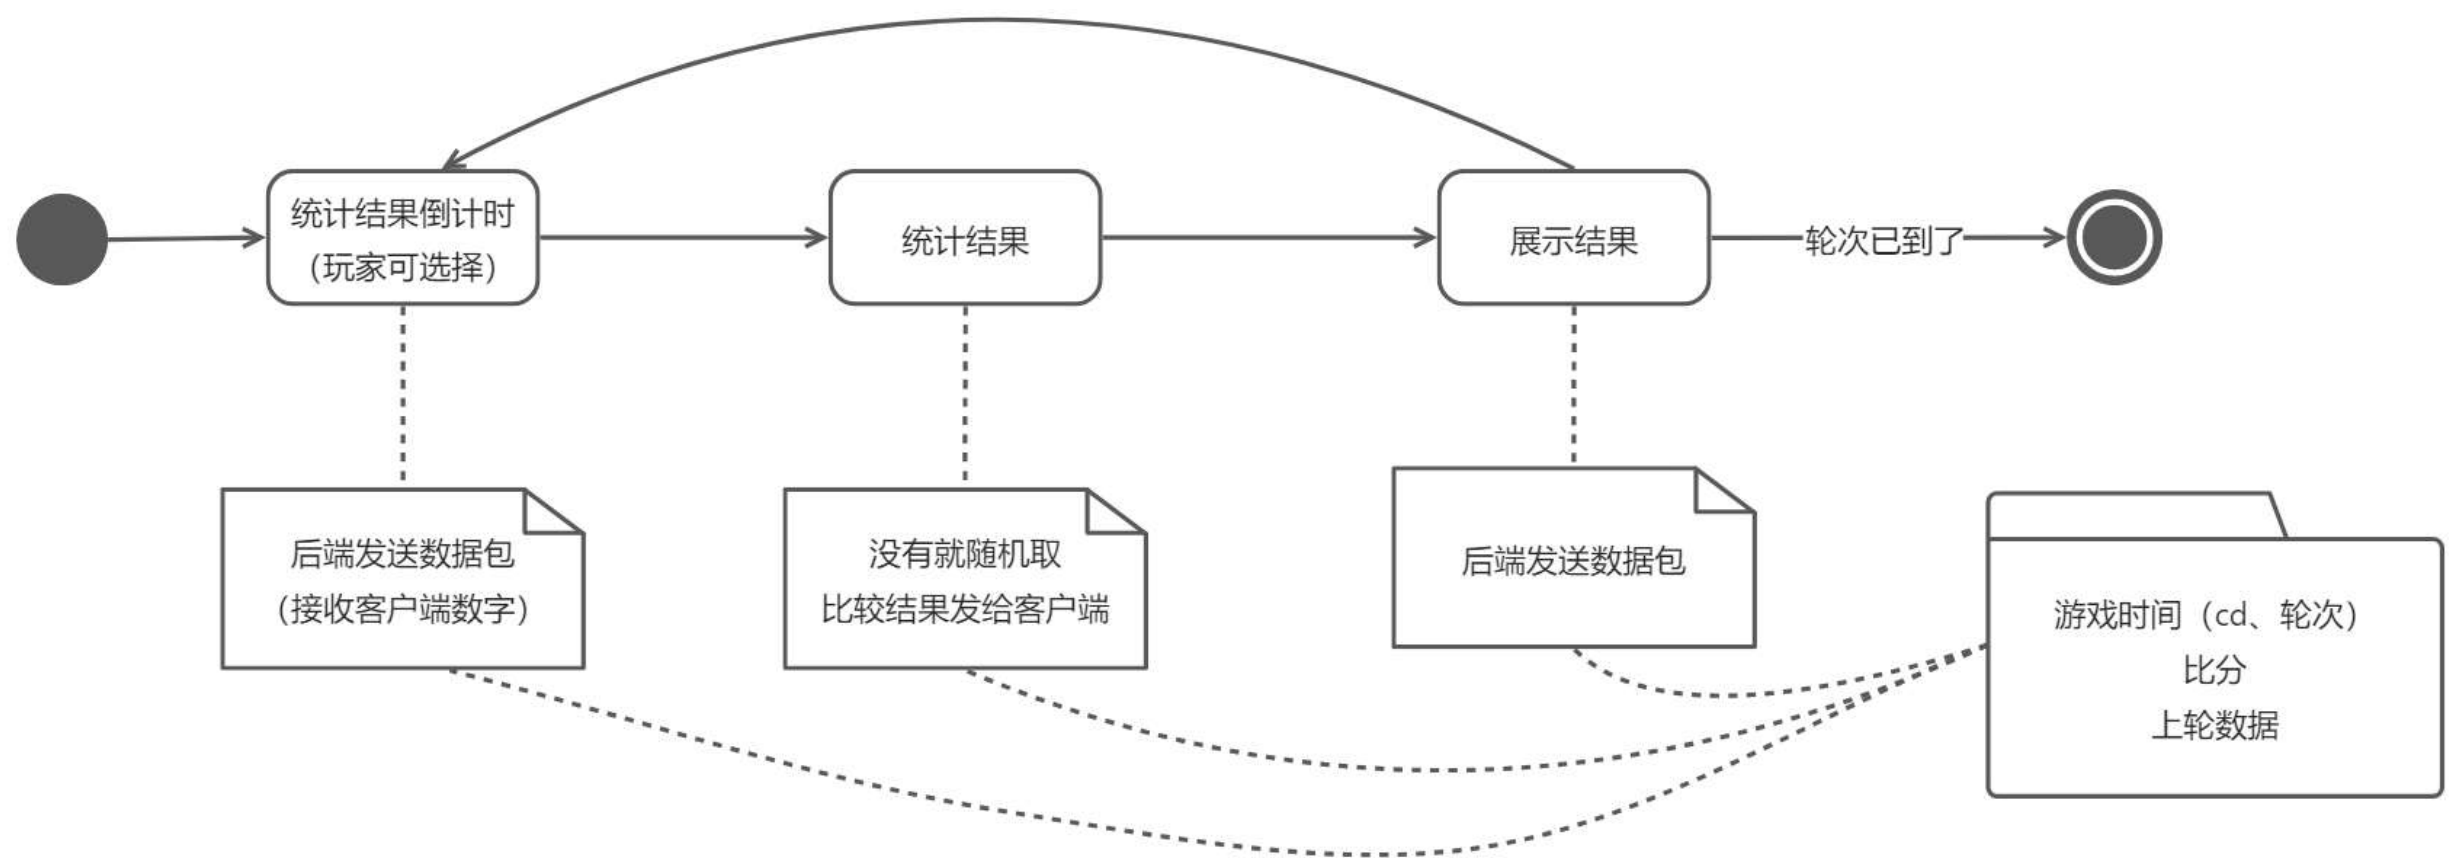 统计结果倒计时
（玩家可选择）
统计结果
展示结果
轮次已到了
后端发送数据包
（接收客户端数字）
没有就随机取
比较结果发给客户端
后端发送数据包
游戏时间（cd、轮次）
比分
上轮数据